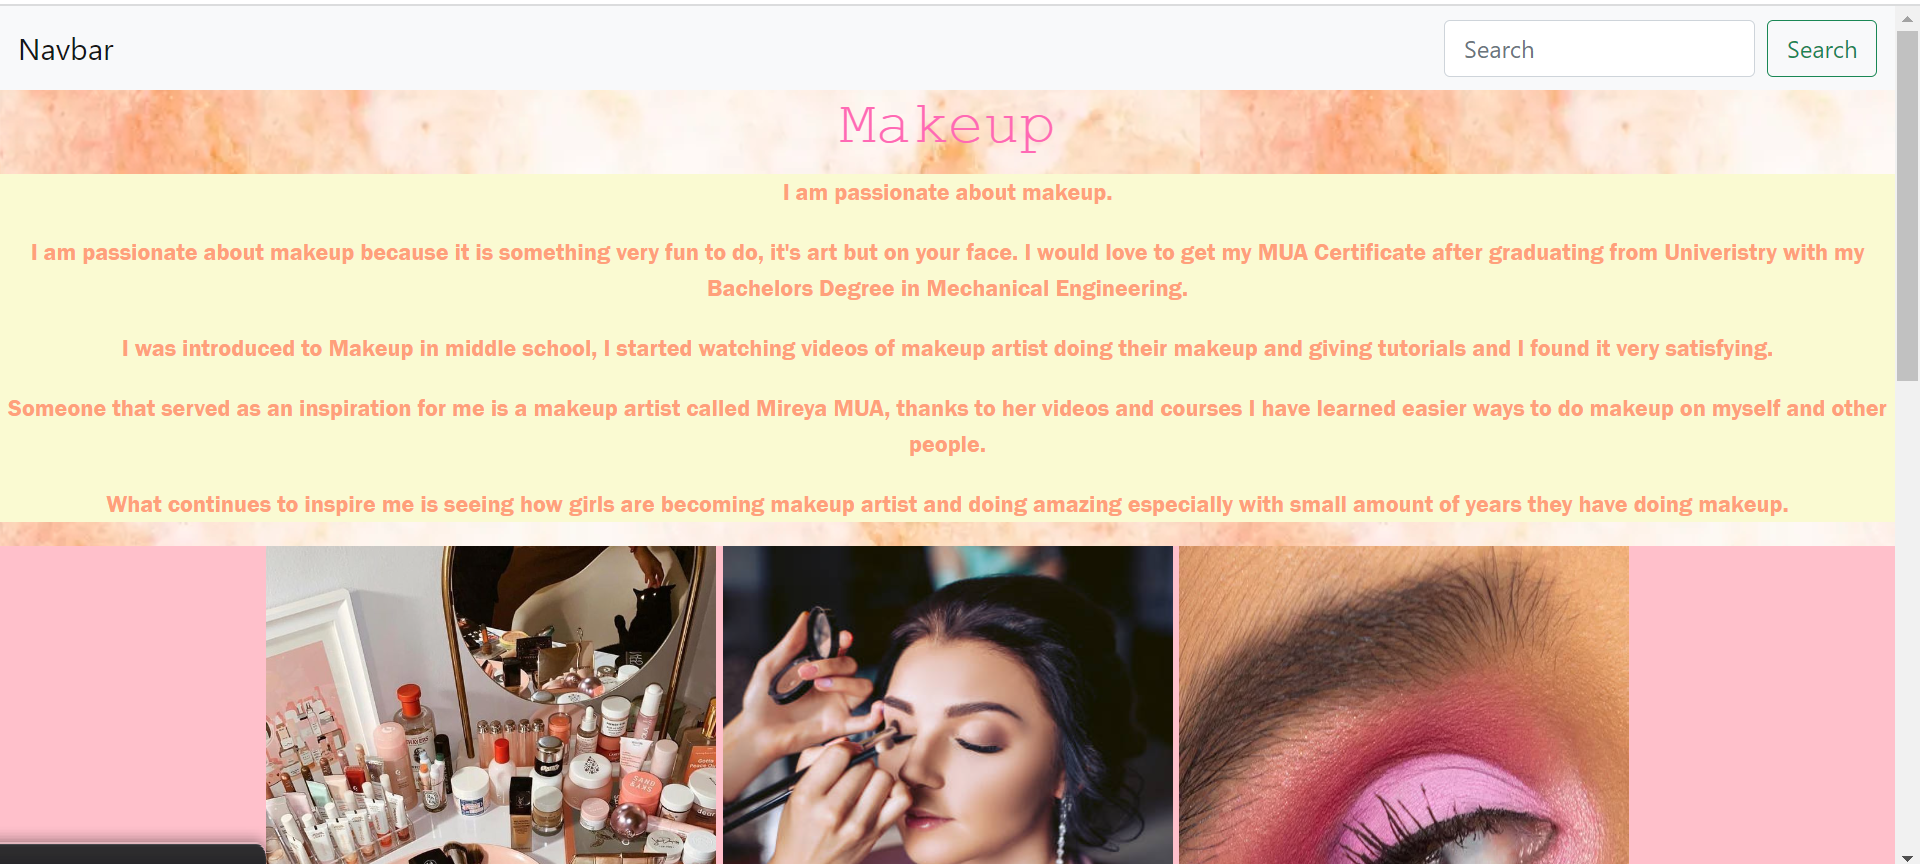 Navbar
Search
Search
Makeup
I am passionate about makeup.
I am passionate about makeup because it is something very fun to do, it's art but on your face. I would love to get my MUA Certificate after graduating from Univeristry with my
Bachelors Degree in Mechanical Engineering.
I was introduced to Makeup in middle school, I started watching videos of makeup artist doing their makeup and giving tutorials and I found it very satisfying.
Someone that served as an inspiration for me is a makeup artist called Mireya MUA, thanks to her videos and courses I have learned easier ways to do makeup on myself and other
people.
What continues to inspire me is seeing how girls are becoming makeup artist and doing amazing especially with small amount of years they have doing makeup.